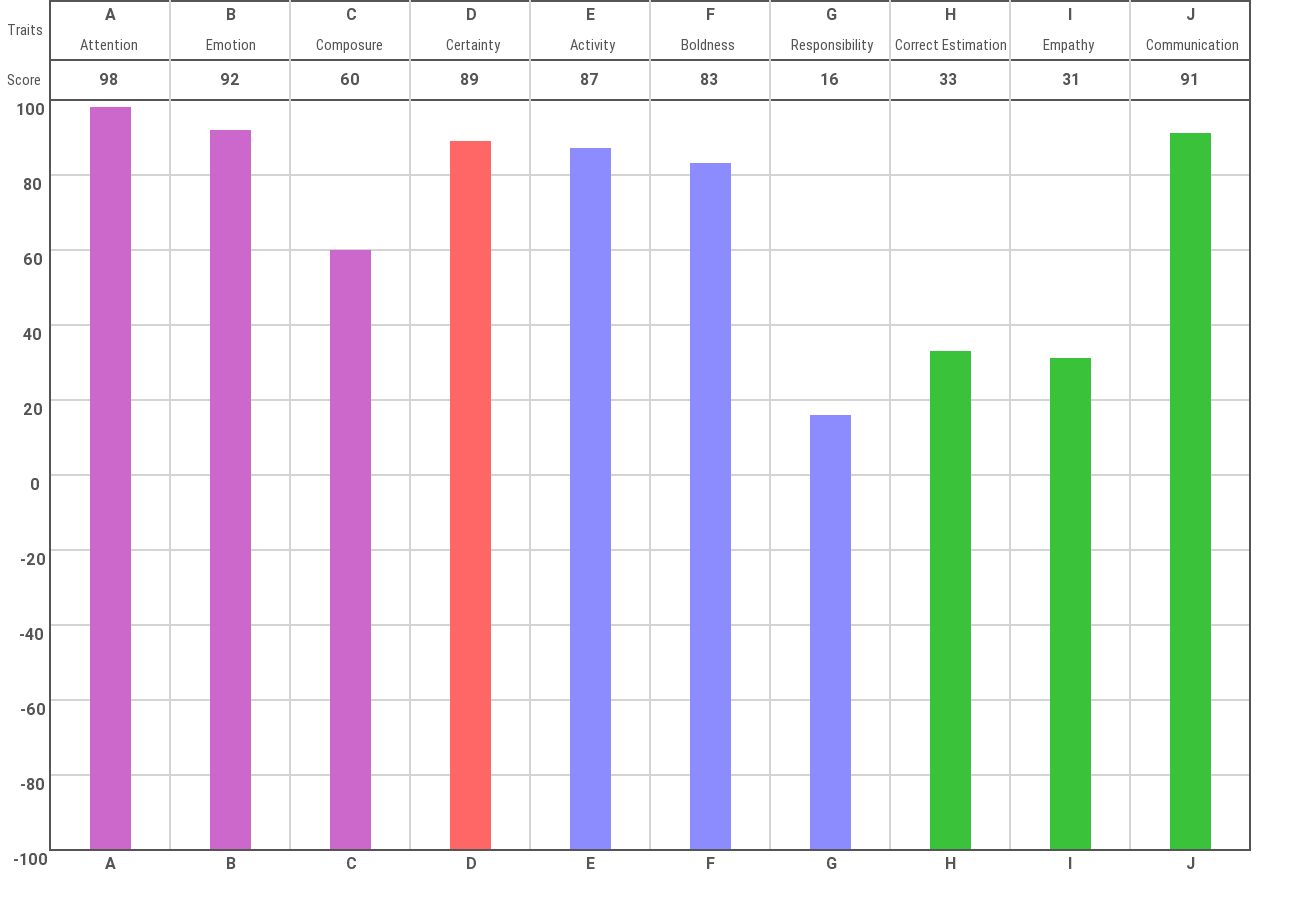 Traits A B C D E F G H I J
Attention Emotion Composure Certainty Activity Boldness Responsibility Correct Estimation Empathy Communication
Score 98 92 60 89 87 83 16 33 31 91
100
80
60
40
20
0
-20
-40
-60
-80
-100
A B C D E F G H I J